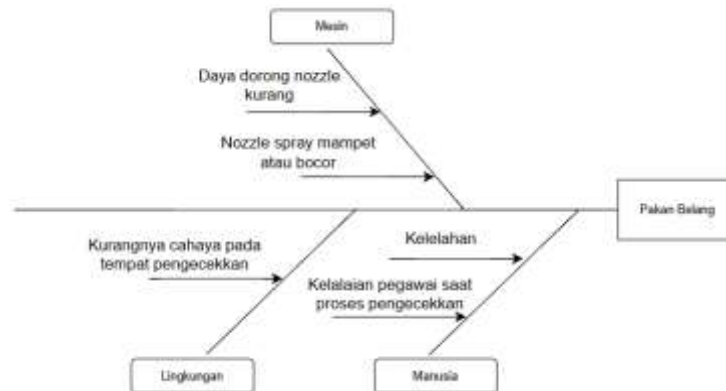 Mesin
Daya dorong nozzle
kurang
Nozzle spray mampet
atau bocor
Pakan Belang
Kurangnya cahaya pada
tempat pengecekkan
Kelelahan
Kelalaian pegawai saat
proses pengecekkan
Lingkungan
Manusia